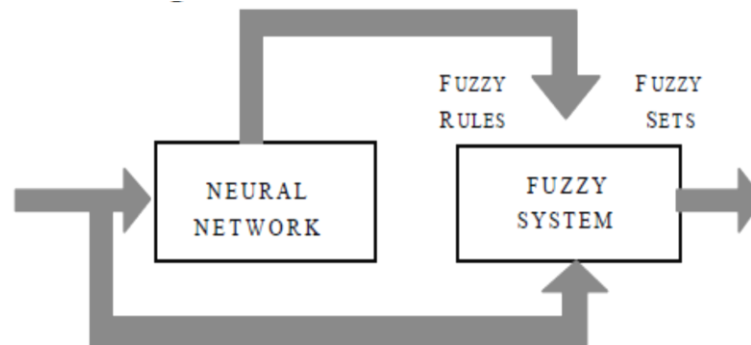 FUZZY RULES
FUZZY SETS
NEURAL
NETWORK
FUZZY
SYSTEM